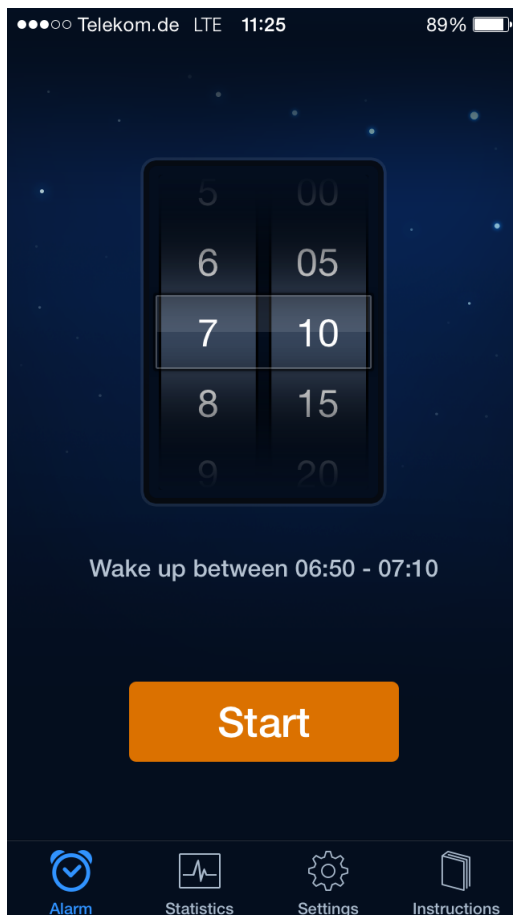 Telekom.de LTE 11:25 89%
5 00
6 05
7 10
8 15
9 20
Wake up between 06:50 - 07:10
Start
Alarm Statistics Settings Instructions